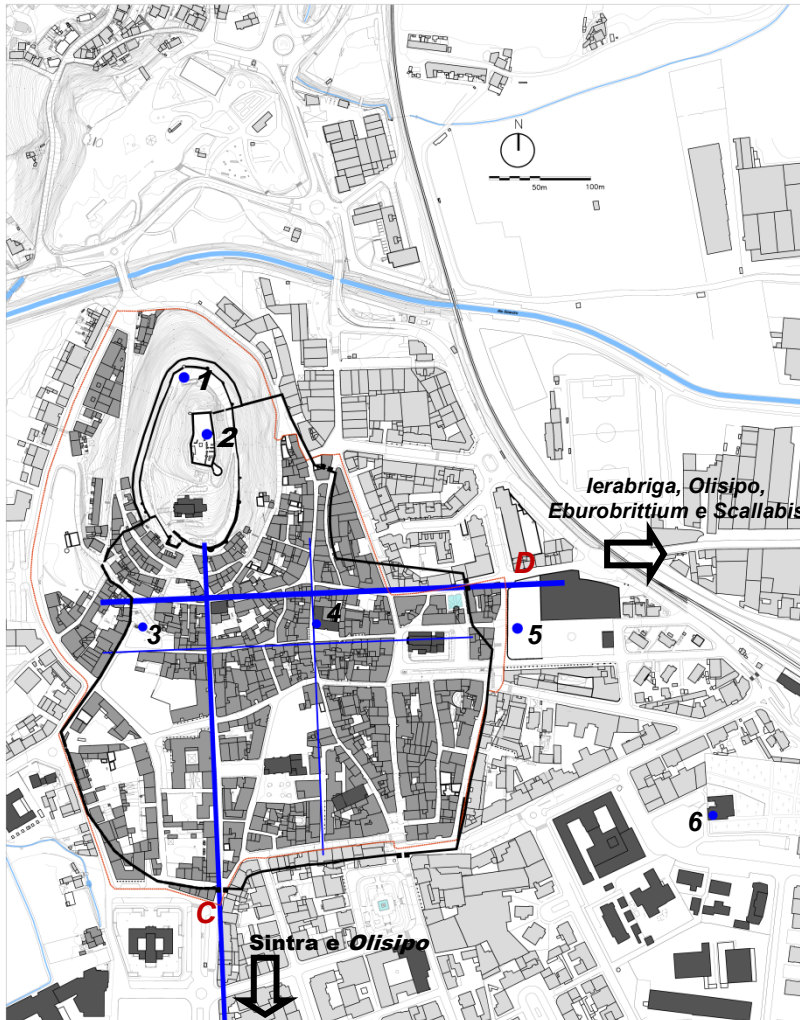 N
50m
100m
1
2
Ierabriga, Olisipo,
Eburobrittium e Scallabis
D
3
4
5
6
C
Sintra e Olisipo